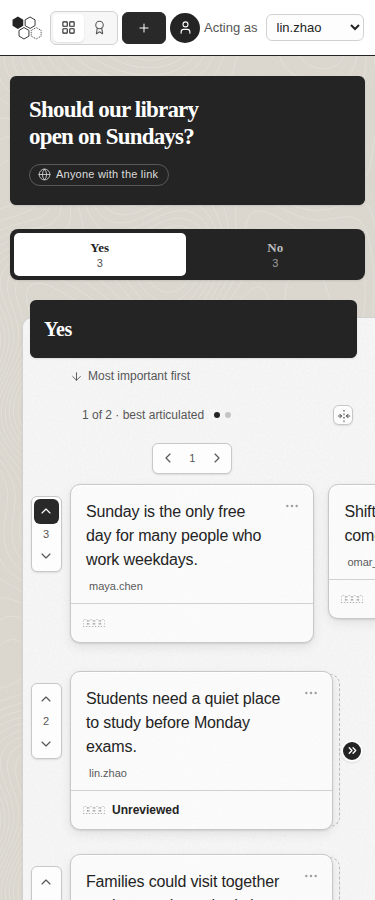 Acting as
lin.zhao
Should our library
open on Sundays?
Anyone with the link
Yes
3
No
3
Yes
Most important first
1 of 2 · best articulated
1
3
Sunday is the only free
day for many people who
work weekdays.
maya.chen
Shift
com
omar_
2
Students need a quiet place
to study before Monday
exams.
lin.zhao
Unreviewed
Families could visit together